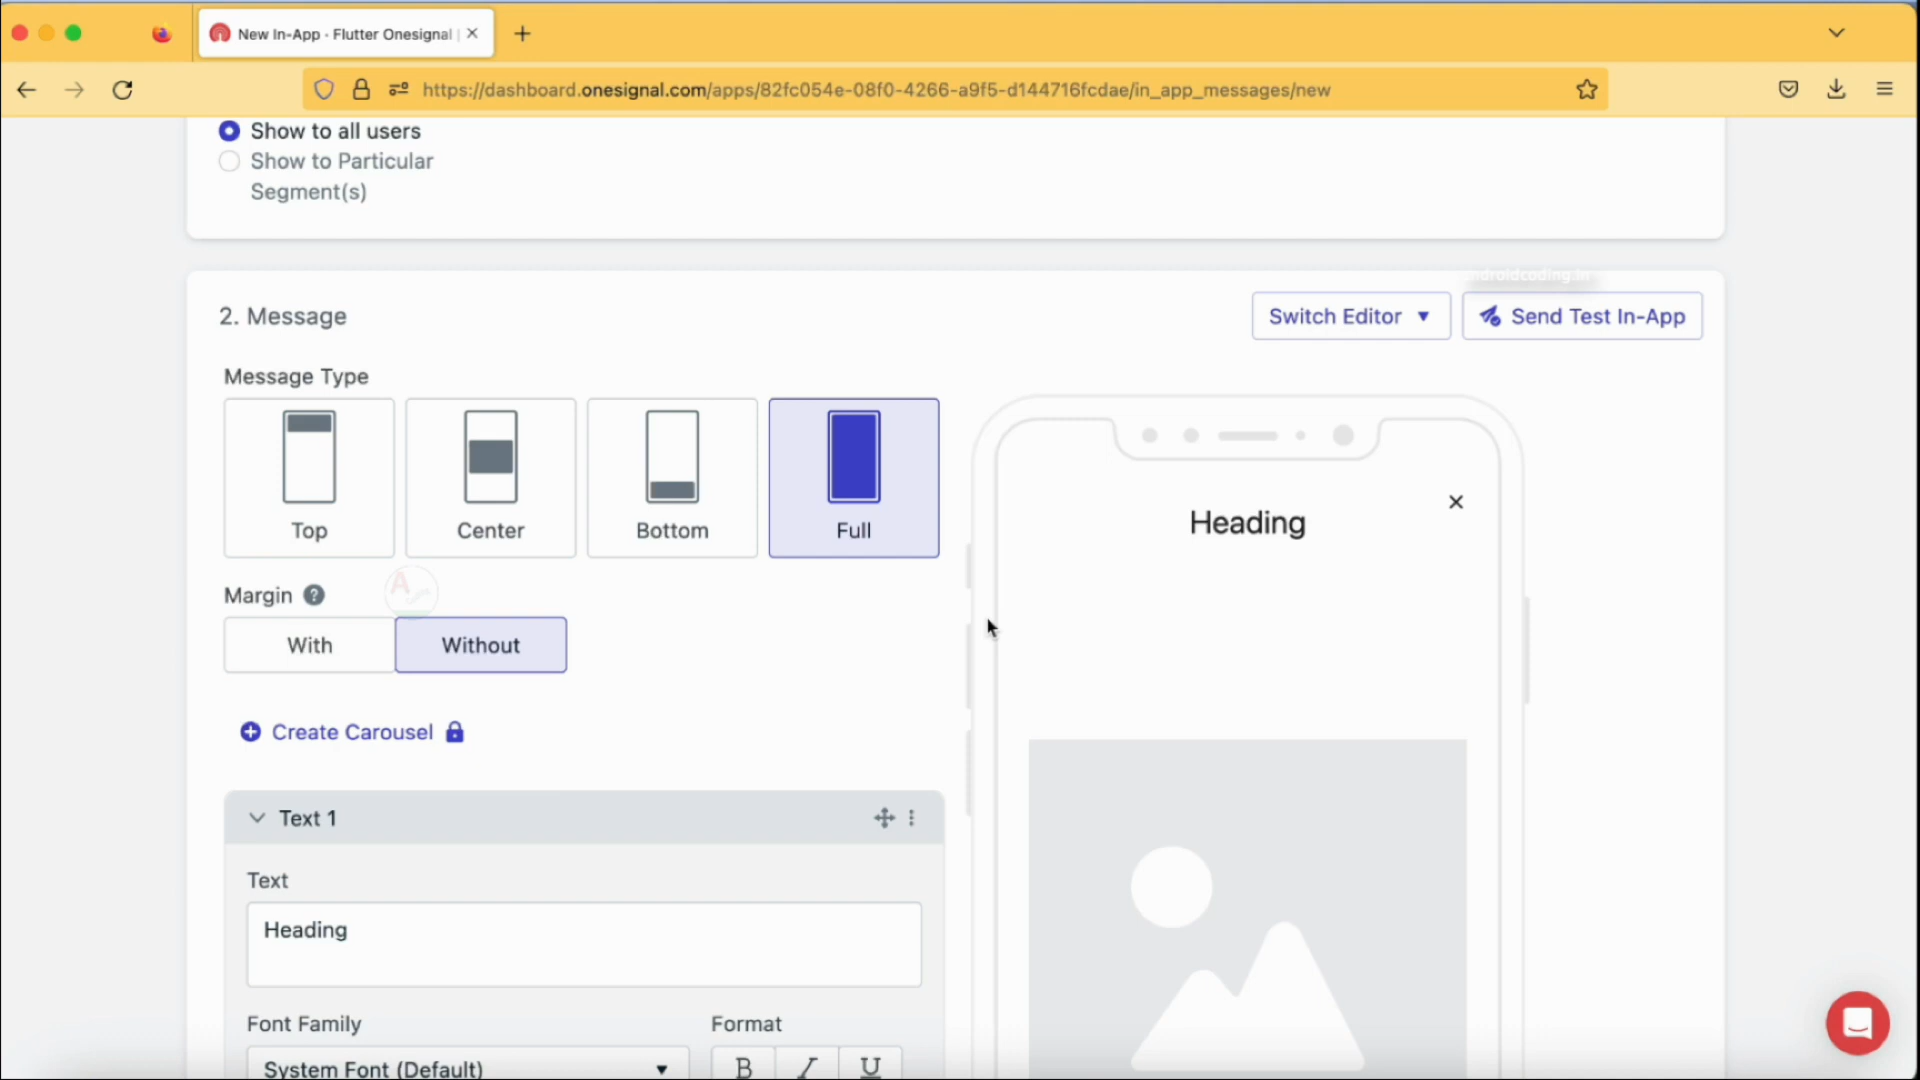 New In-App · Flutter Onesignal |
https://dashboard.onesignal.com/apps/82fc054e-08f0-4266-a9f5-d144716fcdae/in_app_messages/new
Show to all users
Show to Particular
Segment(s)
androidcoding.in
2. Message
Switch Editor
Send Test In-App
Message Type
Top
Center
Bottom
Full
Heading
Margin
With
Without
Create Carousel
Text 1
Text
Heading
Font Family
Format
System Font (Default)
B I U